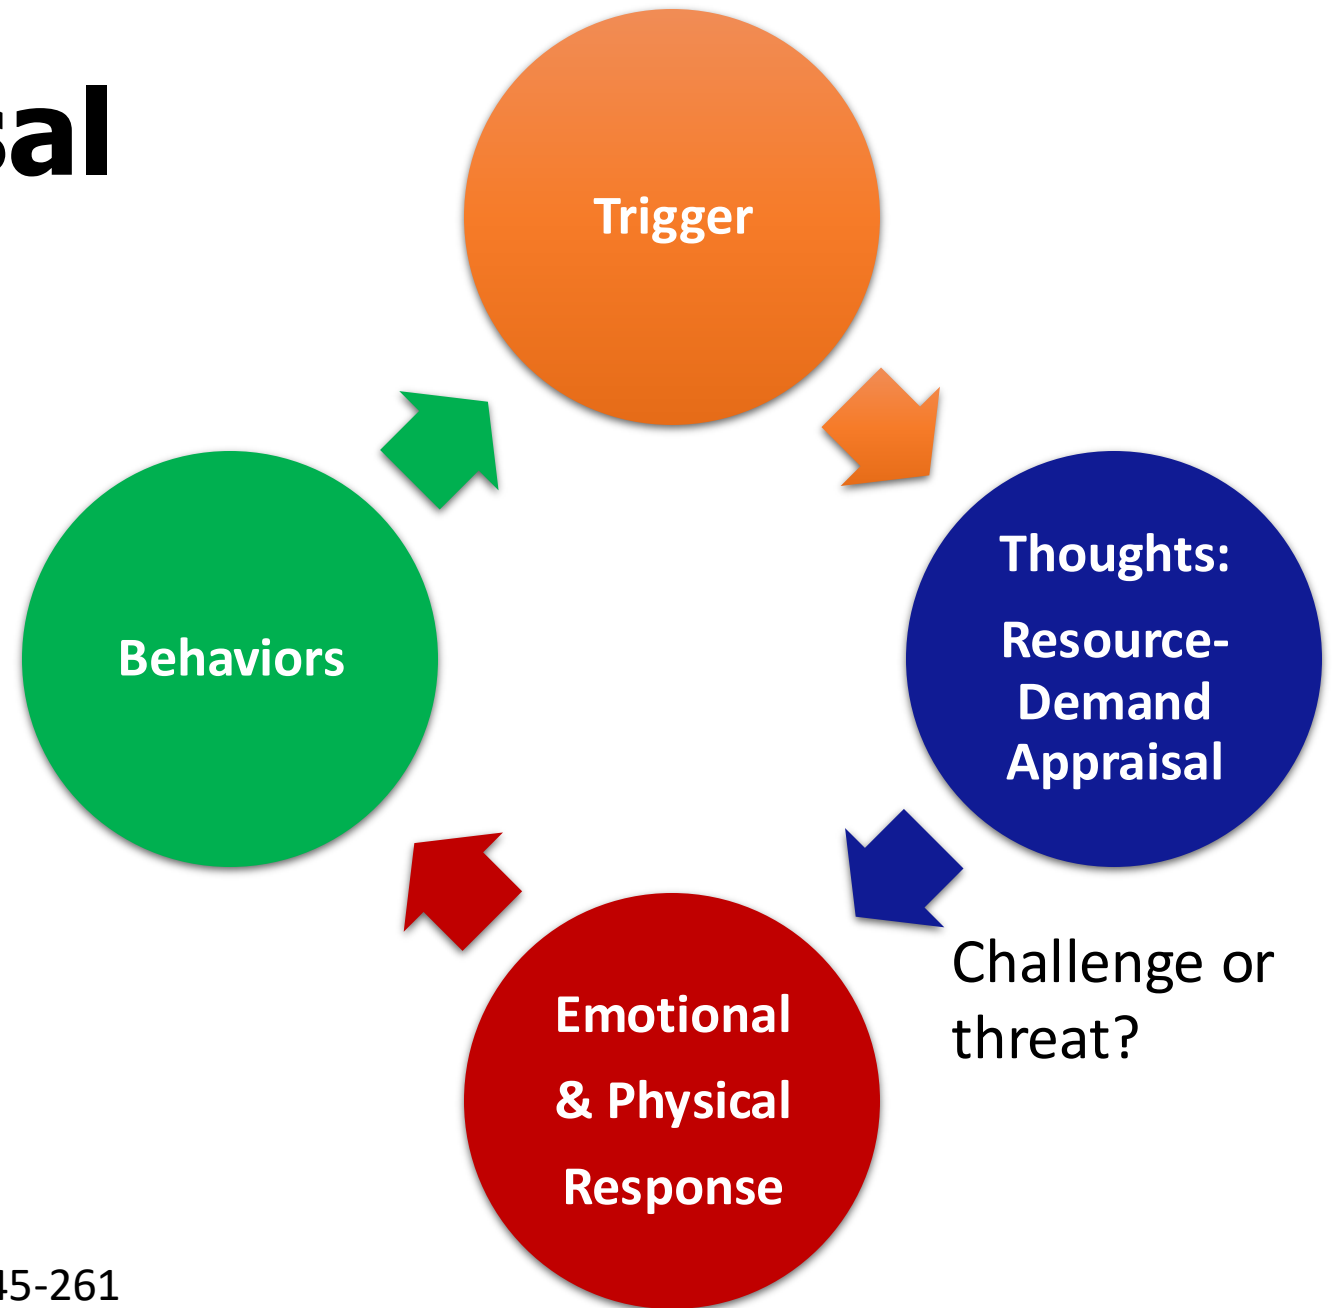 sal
Trigger
Thoughts:
Resource-
Demand
Appraisal
Behaviors
Challenge or
threat?
Emotional
& Physical
Response
45-261